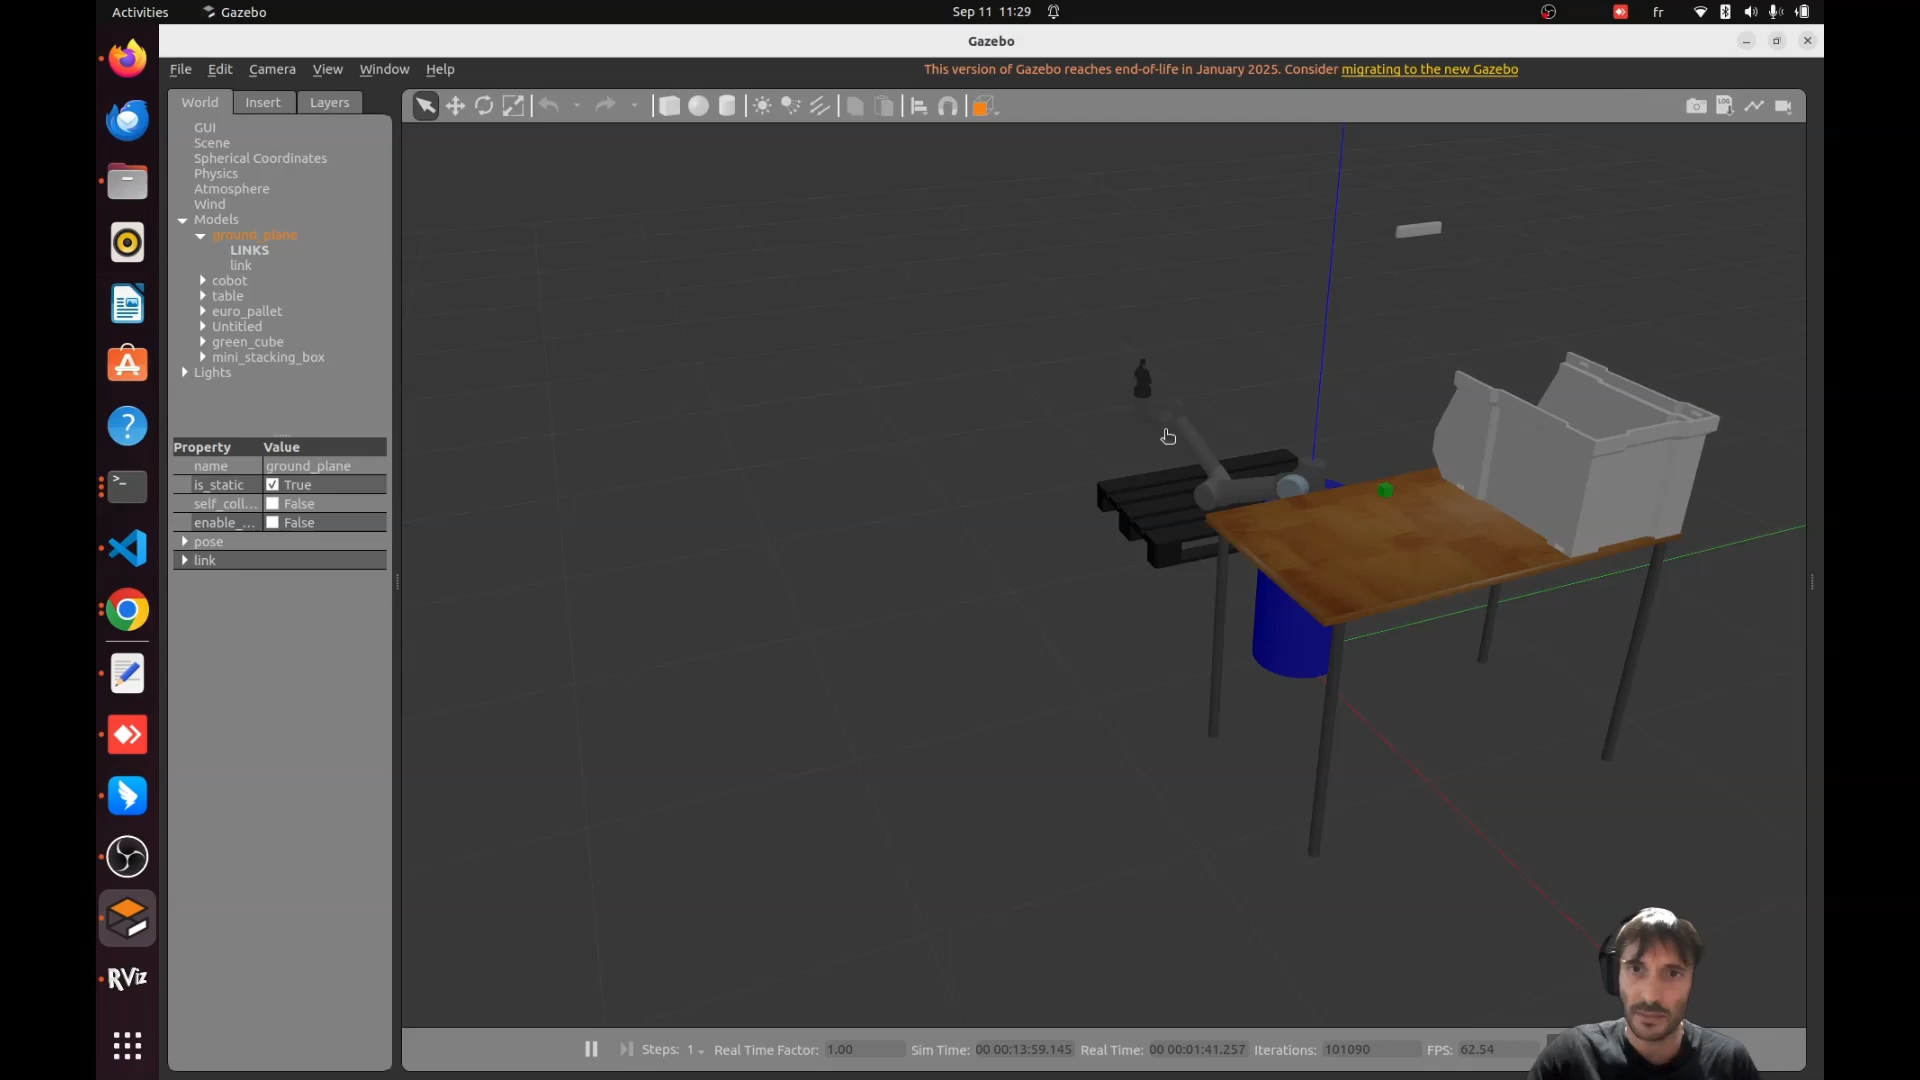 Activities
Gazebo
Sep 11 11:29
fr
Gazebo
File Edit Camera View Window Help
This version of Gazebo reaches end-of-life in January 2025. Consider migrating to the new Gazebo
World Insert Layers
GUI
Scene
Spherical Coordinates
Physics
Atmosphere
Wind
Models
ground_plane
LINKS
link
cobot
table
euro_pallet
Untitled
green_cube
mini_stacking_box
Lights
Property Value
name ground_plane
is_static True
self_coll... False
enable_... False
pose
link
RViz
Steps: 1 Real Time Factor: 1.00 Sim Time: 00 00:13:59.145 Real Time: 00 00:01:41.257 Iterations: 101090 FPS: 62.54